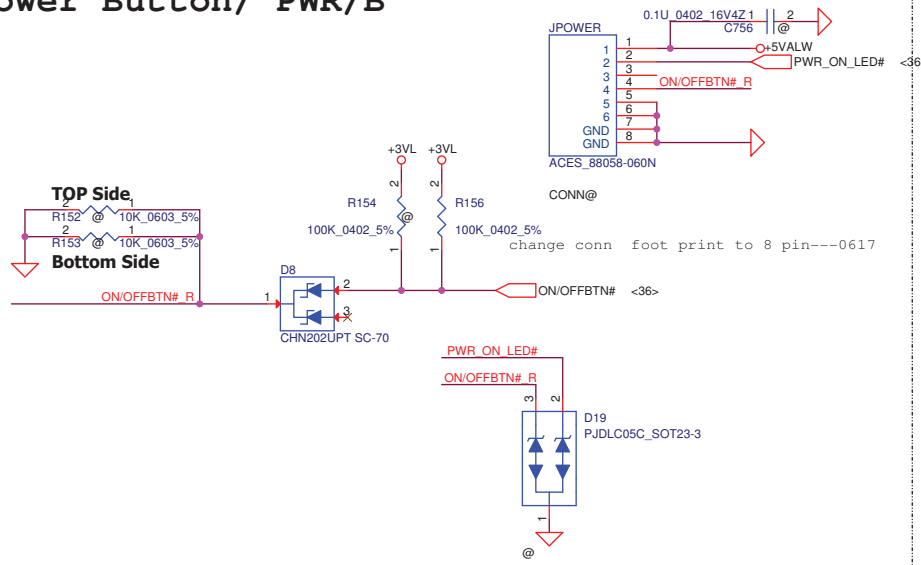 ower Button/ PWR/B
0.1U_0402_16V4Z 1 2
C756 @
JPOWER
1 1 +5VALW
2 2 PWR_ON_LED# <36
3 3
4 4 ON/OFFBTN#_R
5 5
6 6
GND 7
GND 8
ACES_88058-060N
CONN@
+3VL +3VL
2 2
R154 @ R156
100K_0402_5% 100K_0402_5%
1 1
change conn foot print to 8 pin---0617
TOP Side
2 1
R152 @ 10K_0603_5%
2 1
R153 @ 10K_0603_5%
Bottom Side
D8
ON/OFFBTN#_R 1 2 ON/OFFBTN# <36>
3
CHN202UPT SC-70
PWR_ON_LED#
ON/OFFBTN#_R
3 2
D19
PJDLC05C_SOT23-3
1
@